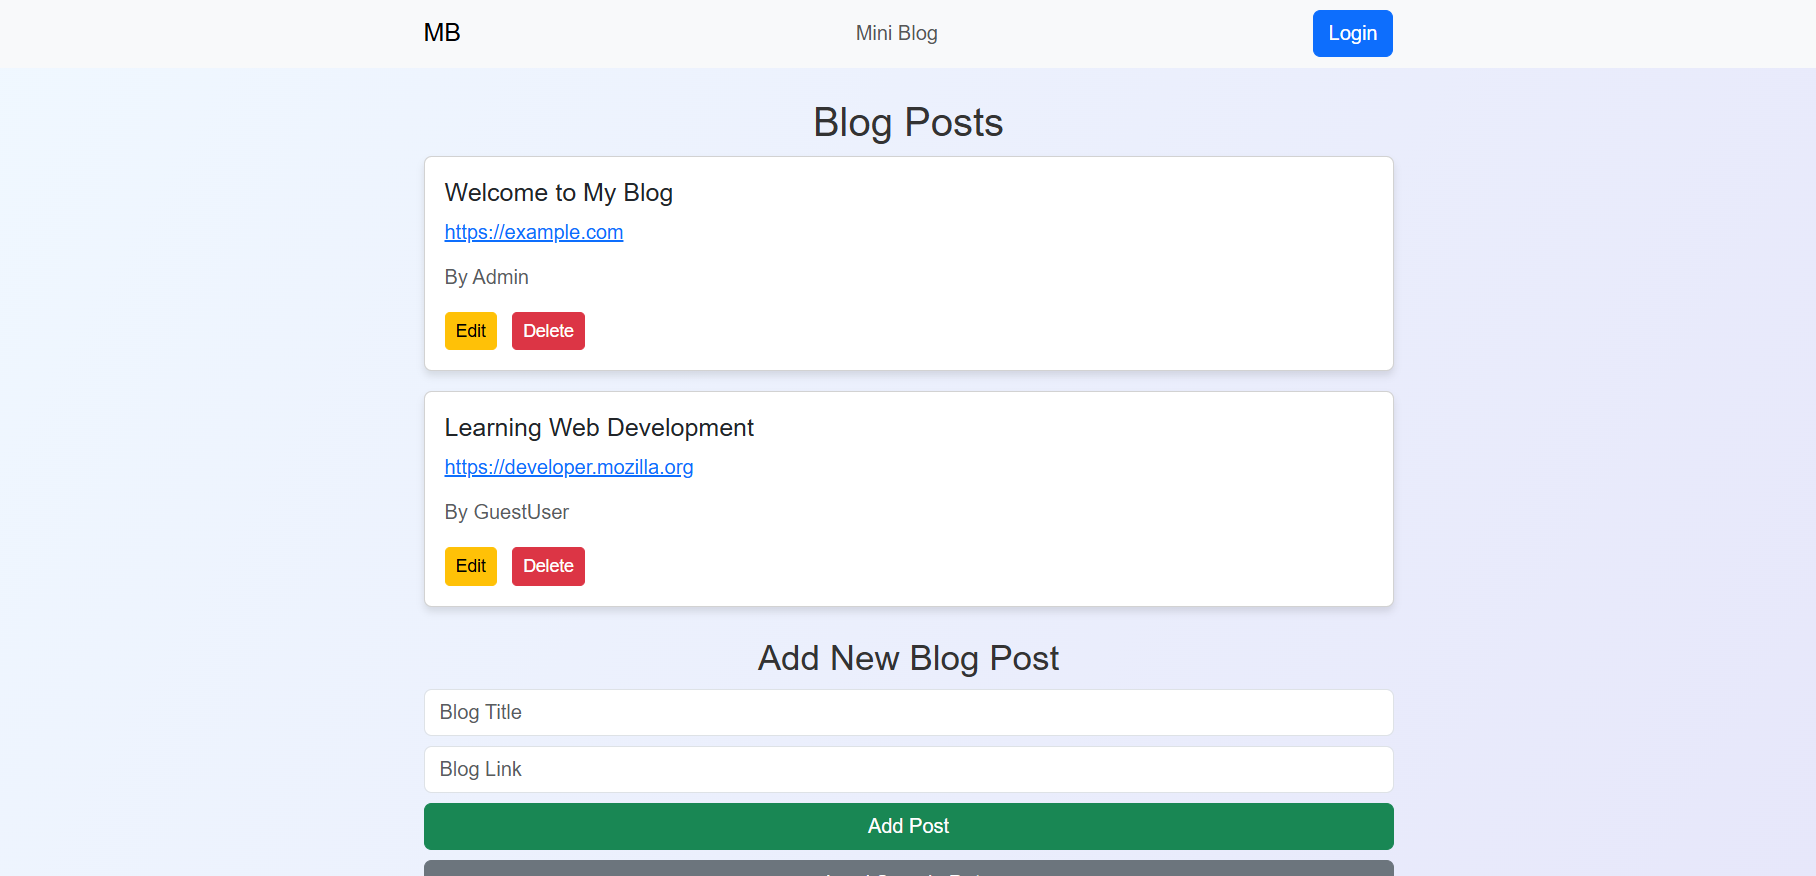 MB
Mini Blog
Login
Blog Posts
Welcome to My Blog
https://example.com
By Admin
Edit
Delete
Learning Web Development
https://developer.mozilla.org
By GuestUser
Edit
Delete
Add New Blog Post
Blog Title
Blog Link
Add Post